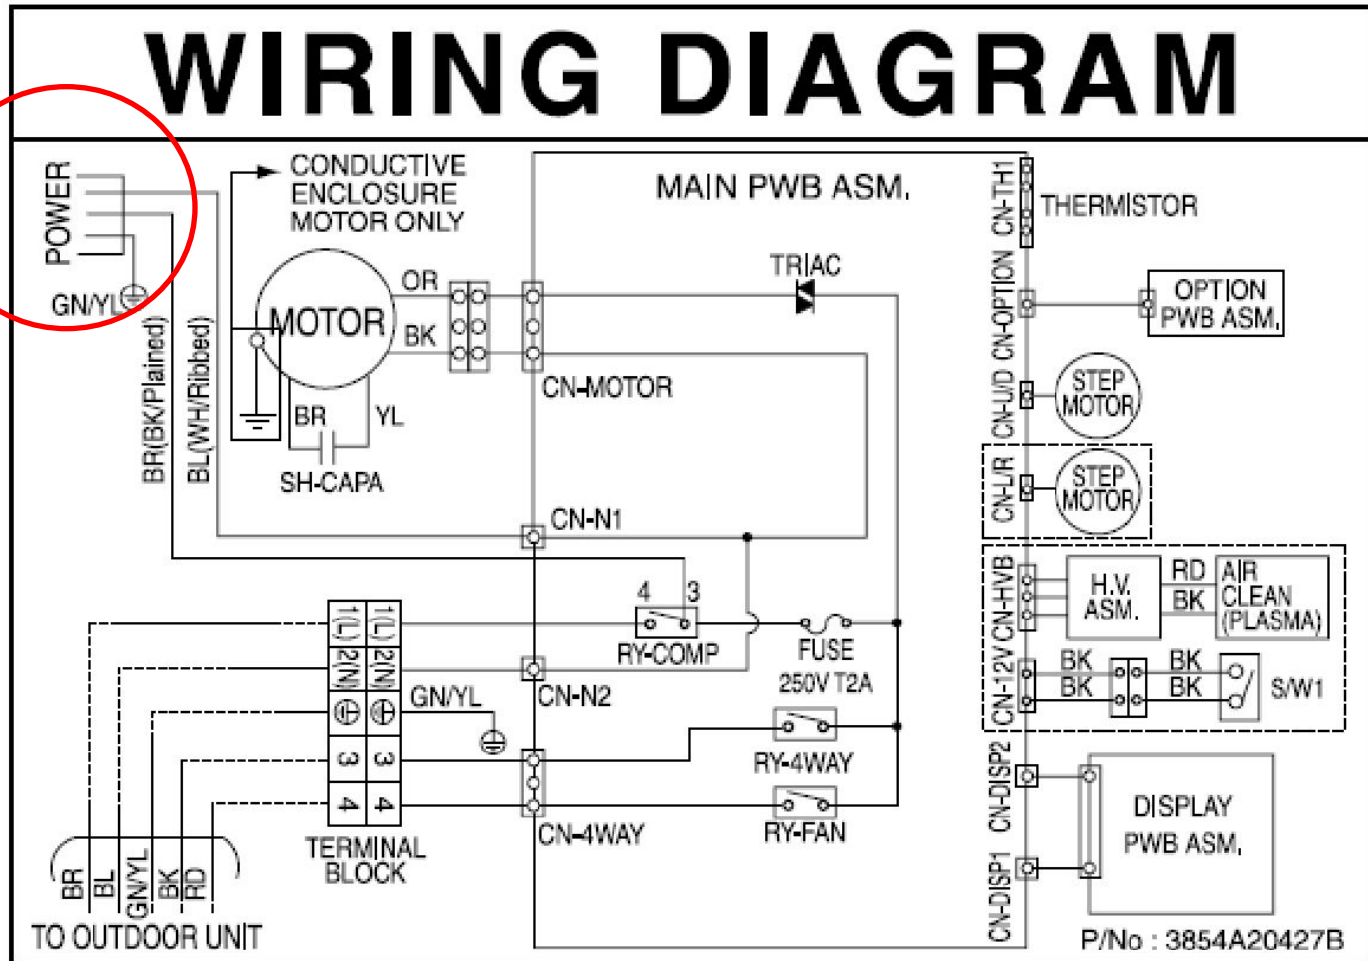 WIRING DIAGRAM
POWER
GN/YL
BR(BK/Plained)
BL(WH/Ribbed)
CONDUCTIVE
ENCLOSURE
MOTOR ONLY
MOTOR
OR
BK
BR
YL
SH-CAPA
CN-MOTOR
MAIN PWB ASM.
TRIAC
CN-N1
4 3
RY-COMP
FUSE
250V T2A
CN-N2
GN/YL
RY-4WAY
RY-FAN
CN-4WAY
1(L) 1(L)
2(N) 2(N)
3 3
4 4
TERMINAL
BLOCK
BR
BL
GN/YL
BK
RD
TO OUTDOOR UNIT
CN-TH1
THERMISTOR
CN-OPTION
OPTION
PWB ASM.
CN-U/D
STEP
MOTOR
CN-L/R
STEP
MOTOR
CN-HVB
H.V.
ASM.
RD
BK
AIR
CLEAN
(PLASMA)
CN-12V
BK BK
BK BK
S/W1
CN-DISP2
CN-DISP1
DISPLAY
PWB ASM.
P/No : 3854A20427B